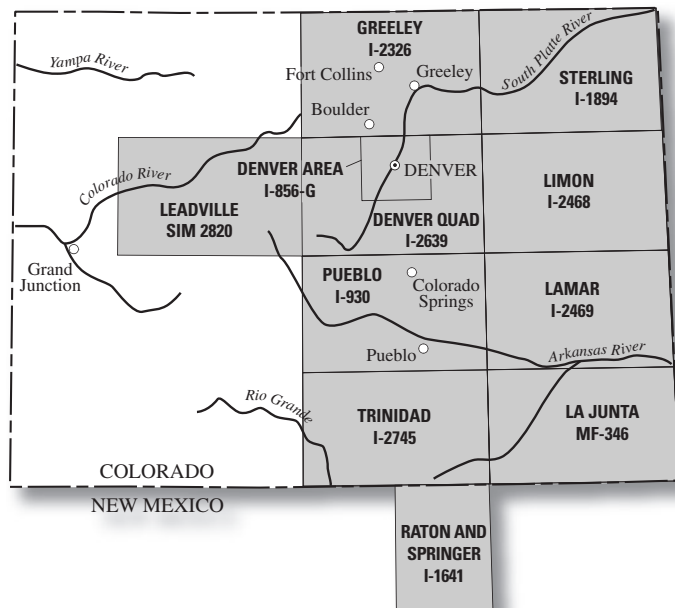 GREELEY
I-2326
Yampa River
Fort Collins
Greeley
South Platte River
STERLING
I-1894
Boulder
Colorado River
DENVER AREA
I-856-G
DENVER
LEADVILLE
SIM 2820
LIMON
I-2468
DENVER QUAD
I-2639
Grand
Junction
PUEBLO
I-930
Colorado
Springs
LAMAR
I-2469
Pueblo
Arkansas River
Rio Grande
TRINIDAD
I-2745
LA JUNTA
MF-346
COLORADO
NEW MEXICO
RATON AND
SPRINGER
I-1641